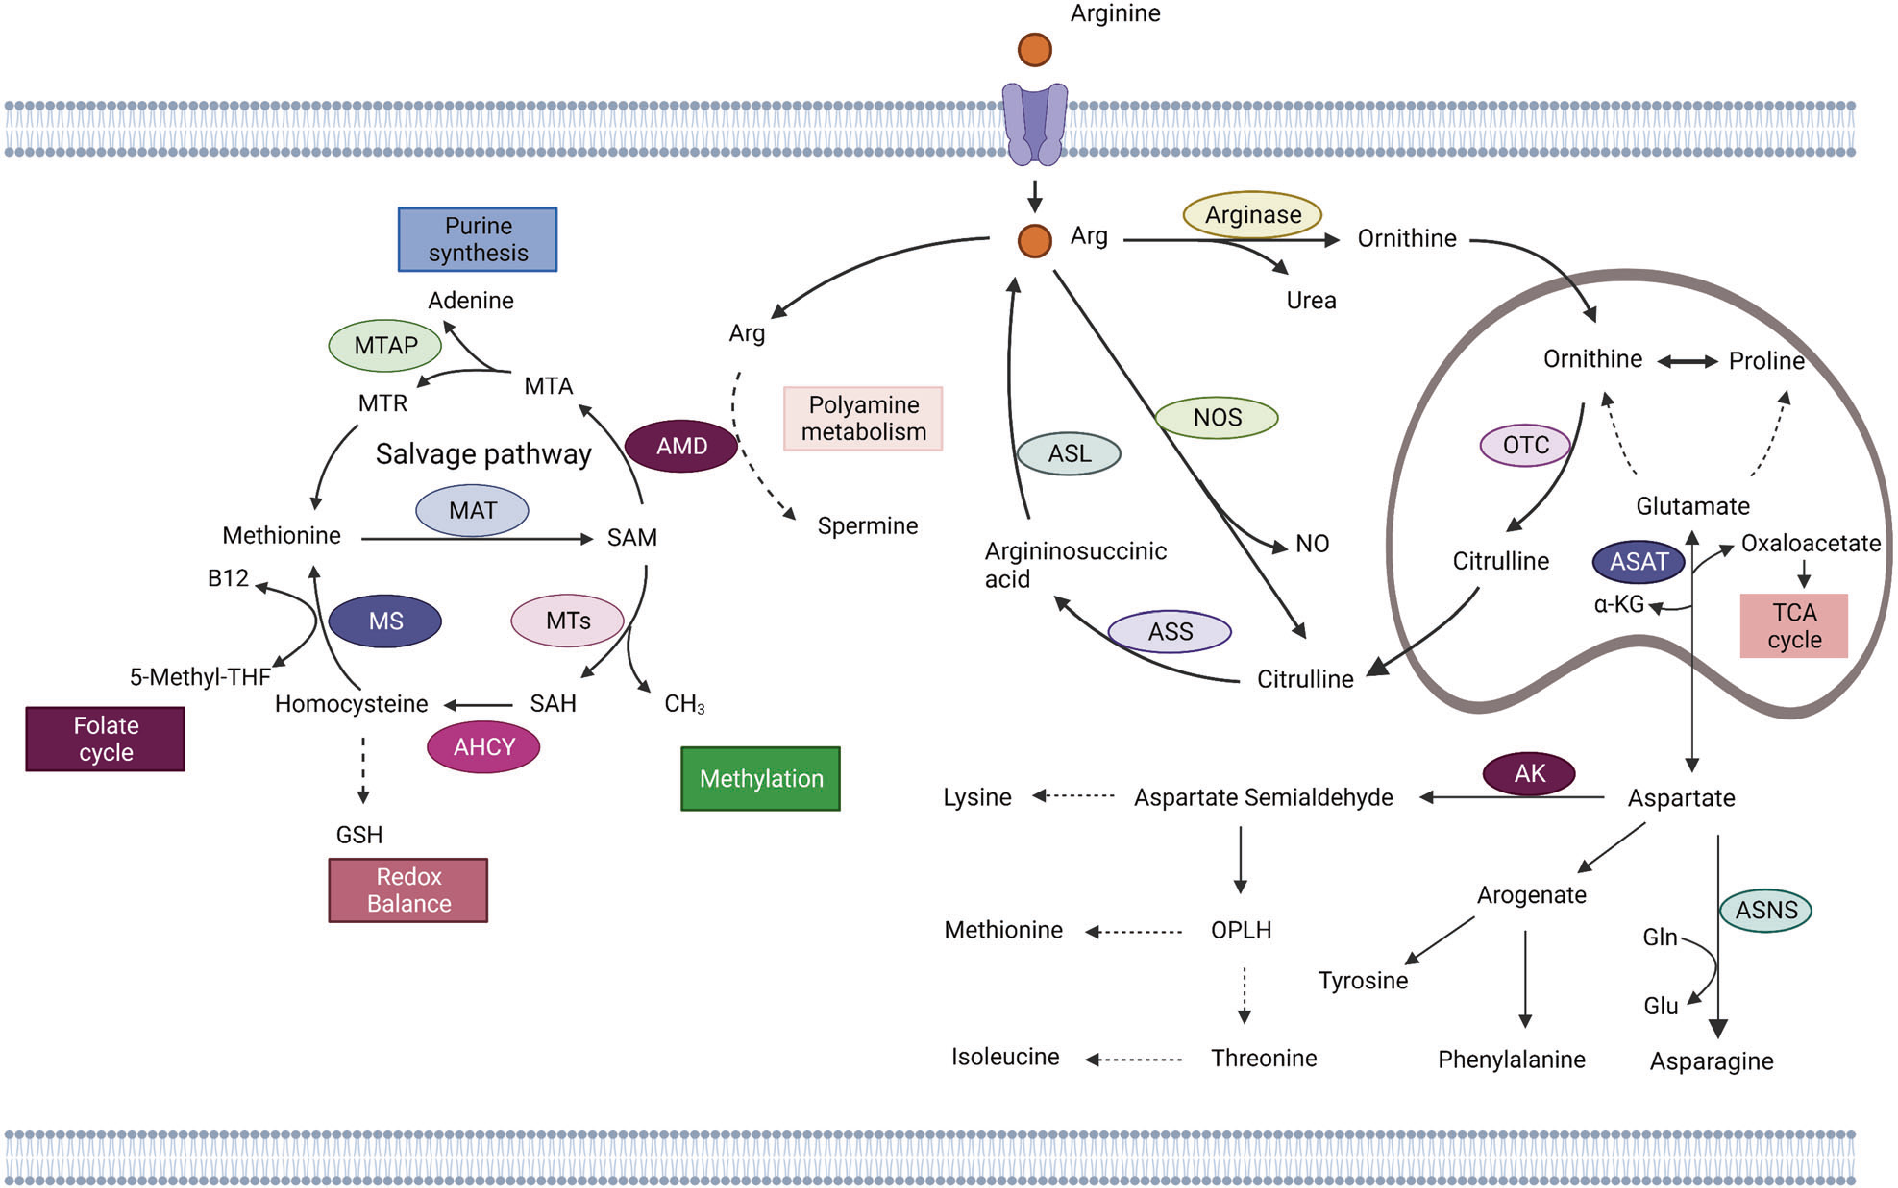 Arginine
Arg
Arginase
Ornithine
Urea
Purine
synthesis
Adenine
MTAP
MTA
MTR
Salvage pathway
AMD
MAT
Methionine
SAM
B12
MS
MTs
5-Methyl-THF
Homocysteine
SAH
CH₃
AHCY
Folate
cycle
Methylation
GSH
Redox
Balance
Arg
Polyamine
metabolism
Spermine
ASL
NOS
Argininosuccinic
acid
NO
ASS
Citrulline
Ornithine
Proline
OTC
Glutamate
Citrulline
ASAT
Oxaloacetate
α-KG
TCA
cycle
Lysine
Aspartate Semialdehyde
AK
Aspartate
Arogenate
ASNS
Methionine
OPLH
Gln
Tyrosine
Glu
Isoleucine
Threonine
Phenylalanine
Asparagine